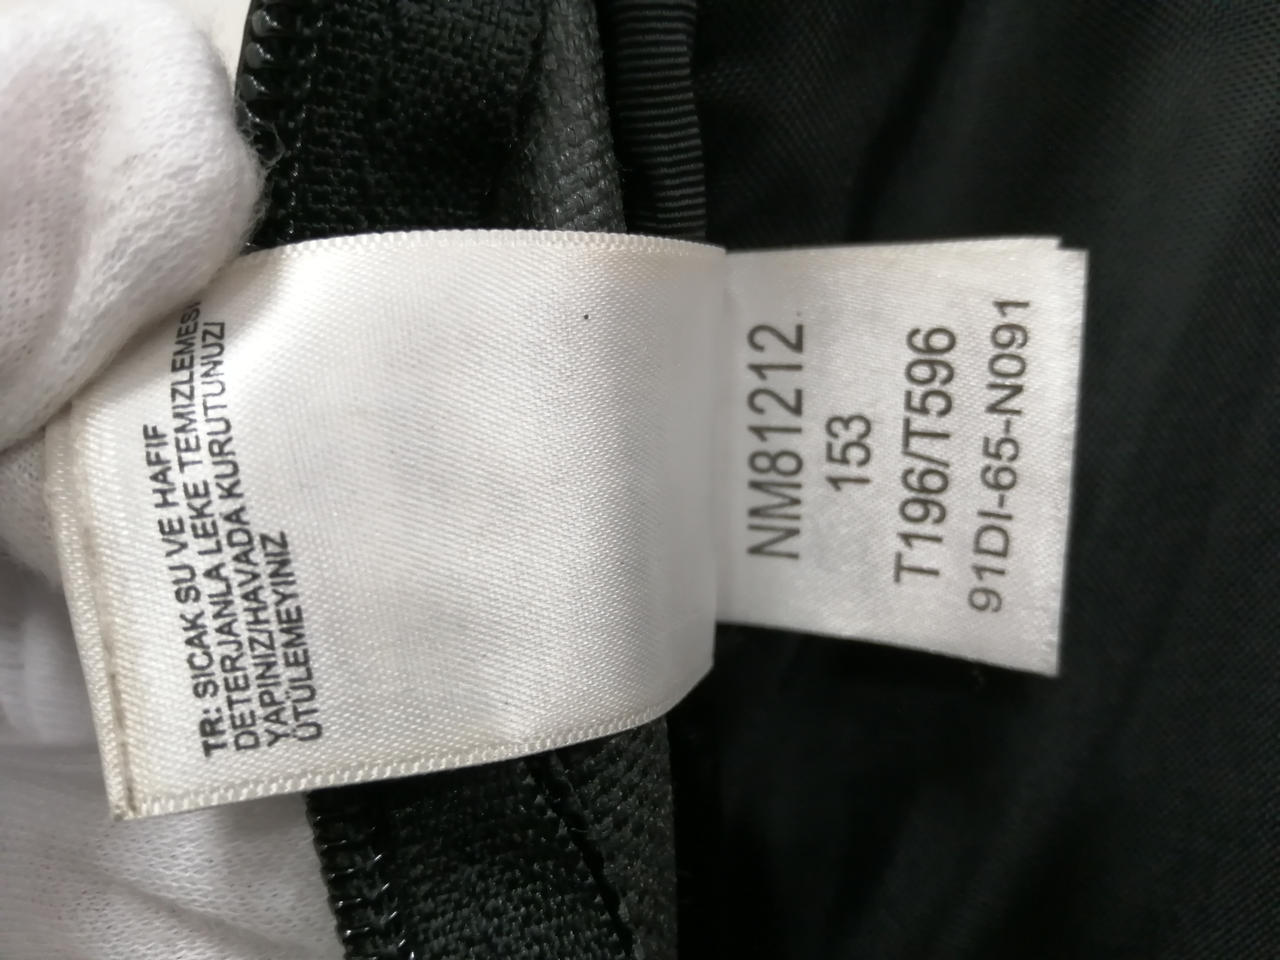 TR: SICAK SU VE HAFIF
DETERJANLA LEKE TEMIZLEMESI
YAPINIZ/HAVADA KURUTUNUZ/
ÜTÜLEMEYINIZ
NM81212
153
T196/T596
91DI-65-N091